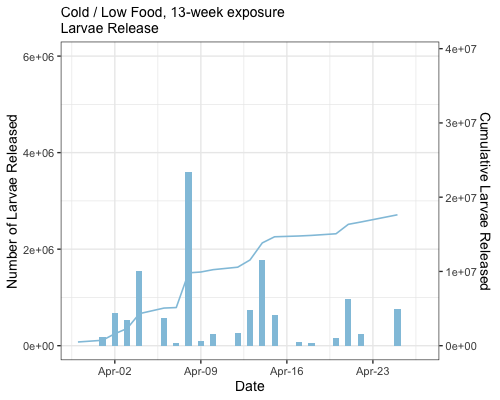 Cold / Low Food, 13-week exposure
Larvae Release
6e+06
4e+06
2e+06
0e+00
Number of Larvae Released
4e+07
3e+07
2e+07
1e+07
0e+00
Cumulative Larvae Released
Apr-02
Apr-09
Apr-16
Apr-23
Date